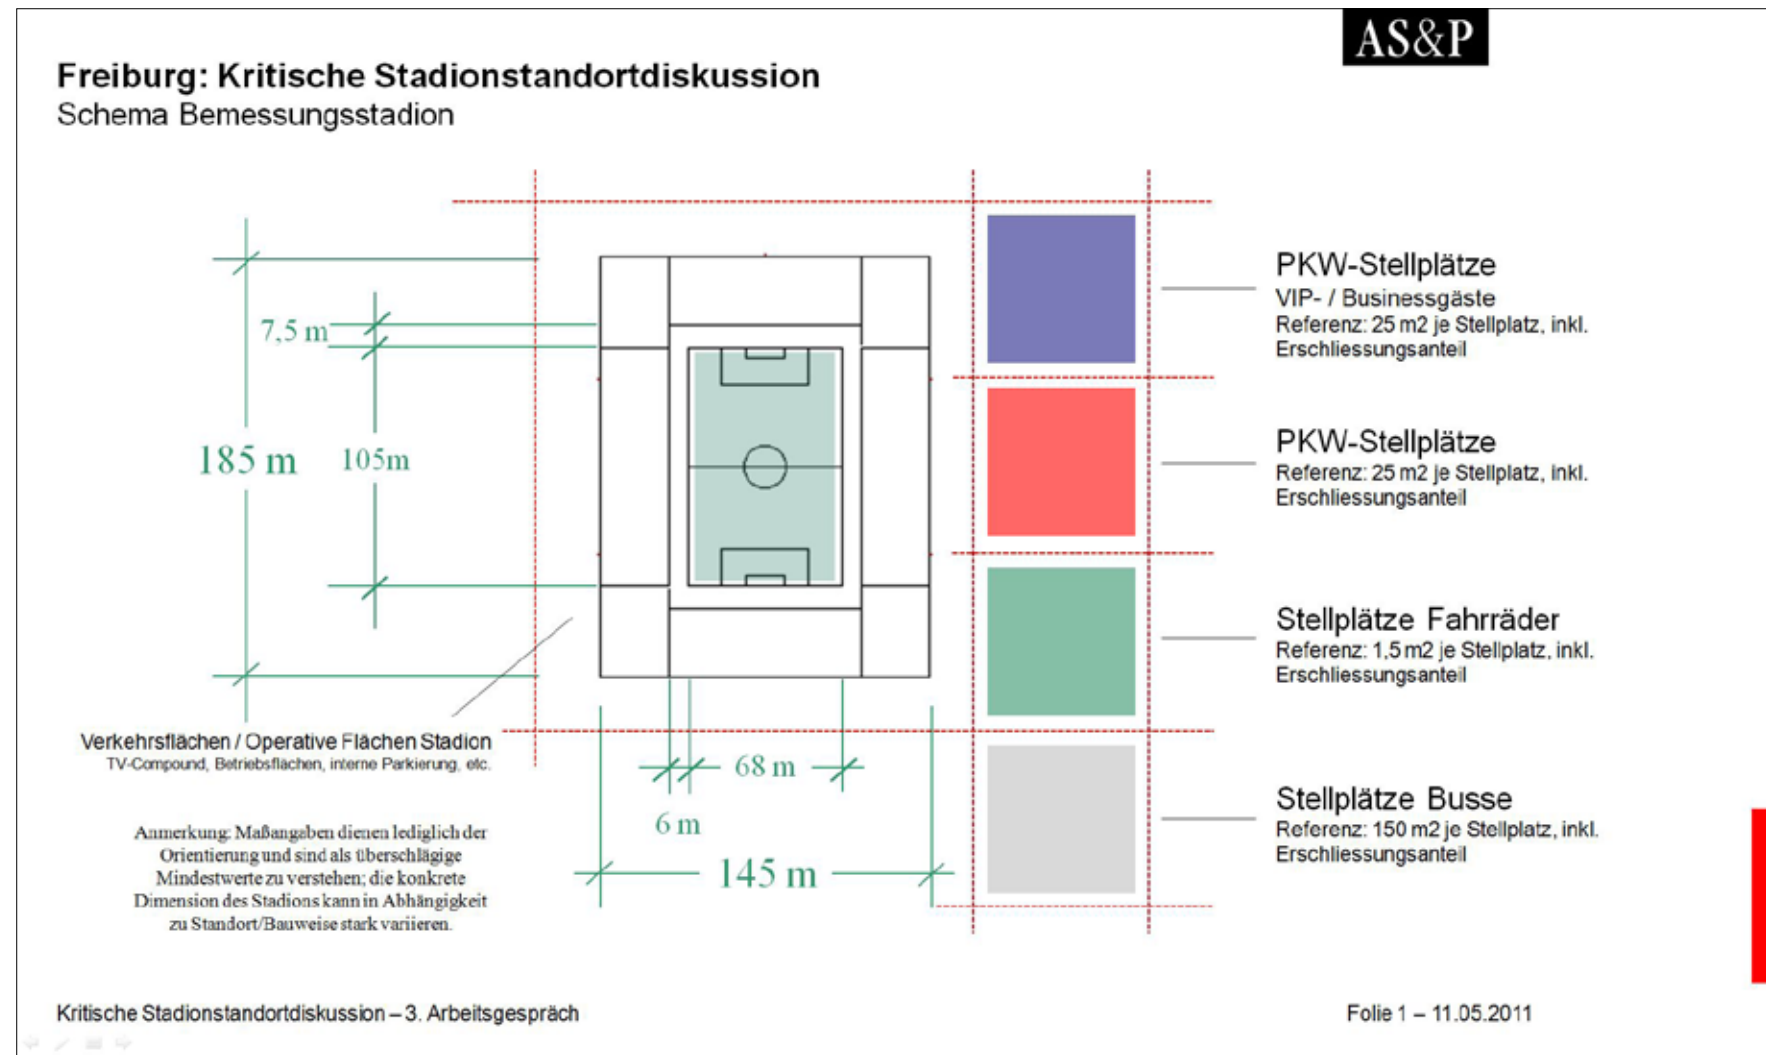 AS&P
Freiburg: Kritische Stadionstandortdiskussion
Schema Bemessungsstadion
PKW-Stellplätze
VIP- / Businessgäste
Referenz: 25 m2 je Stellplatz, inkl.
Erschliessungsanteil
7,5 m
185 m
105m
PKW-Stellplätze
Referenz: 25 m2 je Stellplatz, inkl.
Erschliessungsanteil
Stellplätze Fahrräder
Referenz: 1,5 m2 je Stellplatz, inkl.
Erschliessungsanteil
Verkehrsflächen / Operative Flächen Stadion
TV-Compound, Betriebsflächen, interne Parkierung, etc.
68 m
6 m
145 m
Stellplätze Busse
Referenz: 150 m2 je Stellplatz, inkl.
Erschliessungsanteil
Anmerkung: Maßangaben dienen lediglich der
Orientierung und sind als überschlägige
Mindestwerte zu verstehen; die konkrete
Dimension des Stadions kann in Abhängigkeit
zu Standort/Bauweise stark variieren.
Kritische Stadionstandortdiskussion – 3. Arbeitsgespräch
Folie 1 – 11.05.2011